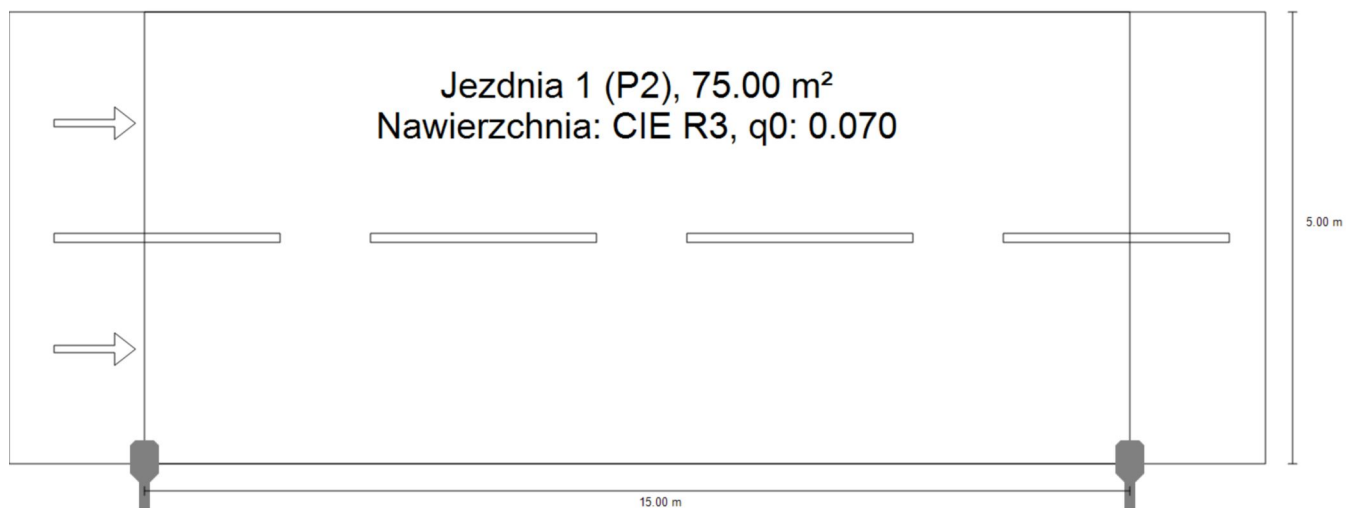 Jezdnia 1 (P2), 75.00 m²
Nawierzchnia: CIE R3, q0: 0.070
5.00 m
15.00 m